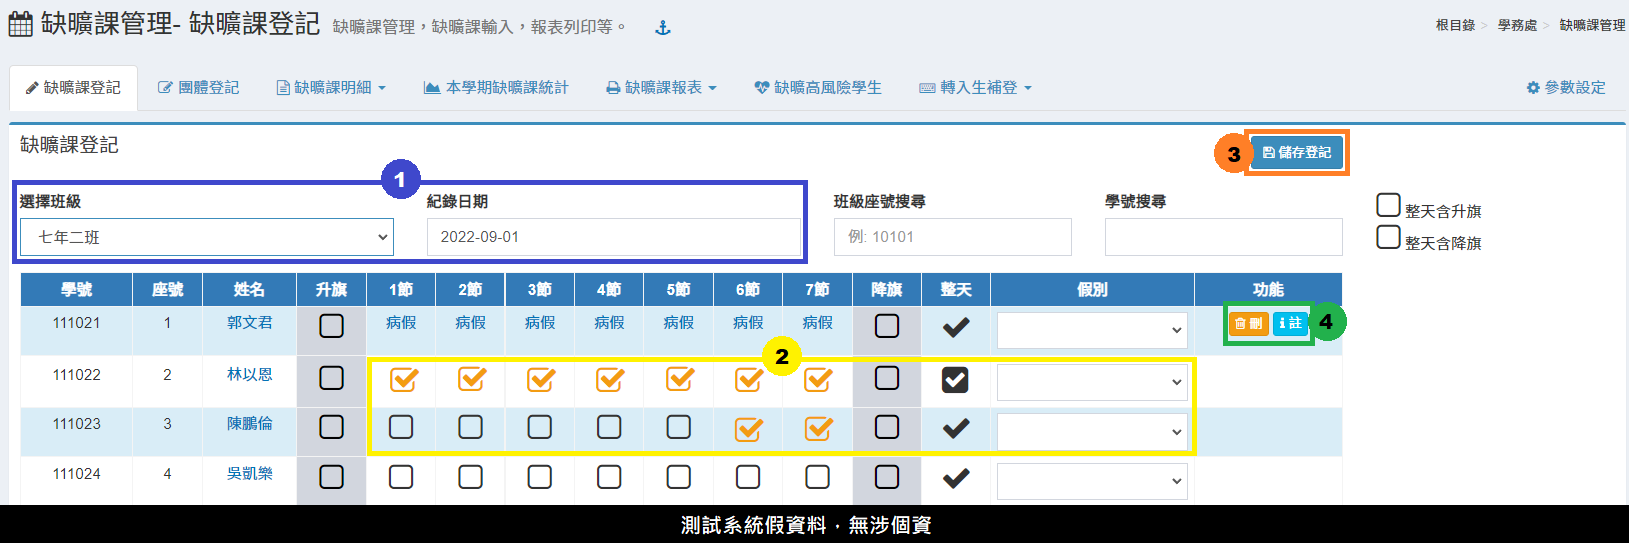 缺曠課管理- 缺曠課登記 缺曠課管理，缺曠課輸入，報表列印等。 根目錄 > 學務處 > 缺曠課管理
缺曠課登記 團體登記 缺曠課明細 本學期缺曠課統計 缺曠課報表 缺曠高風險學生 轉入生補登 參數設定
缺曠課登記 3 儲存登記
1
選擇班級 紀錄日期 班級座號搜尋 學號搜尋 整天含升旗
七年二班 2022-09-01 例: 10101 整天含降旗
學號 座號 姓名 升旗 1節 2節 3節 4節 5節 6節 7節 降旗 整天 假別 功能
111021 1 郭文君 病假 病假 病假 病假 病假 病假 病假 刪 註 4
2
111022 2 林以恩
111023 3 陳鵬倫
111024 4 吳凱樂
測試系統假資料，無涉個資